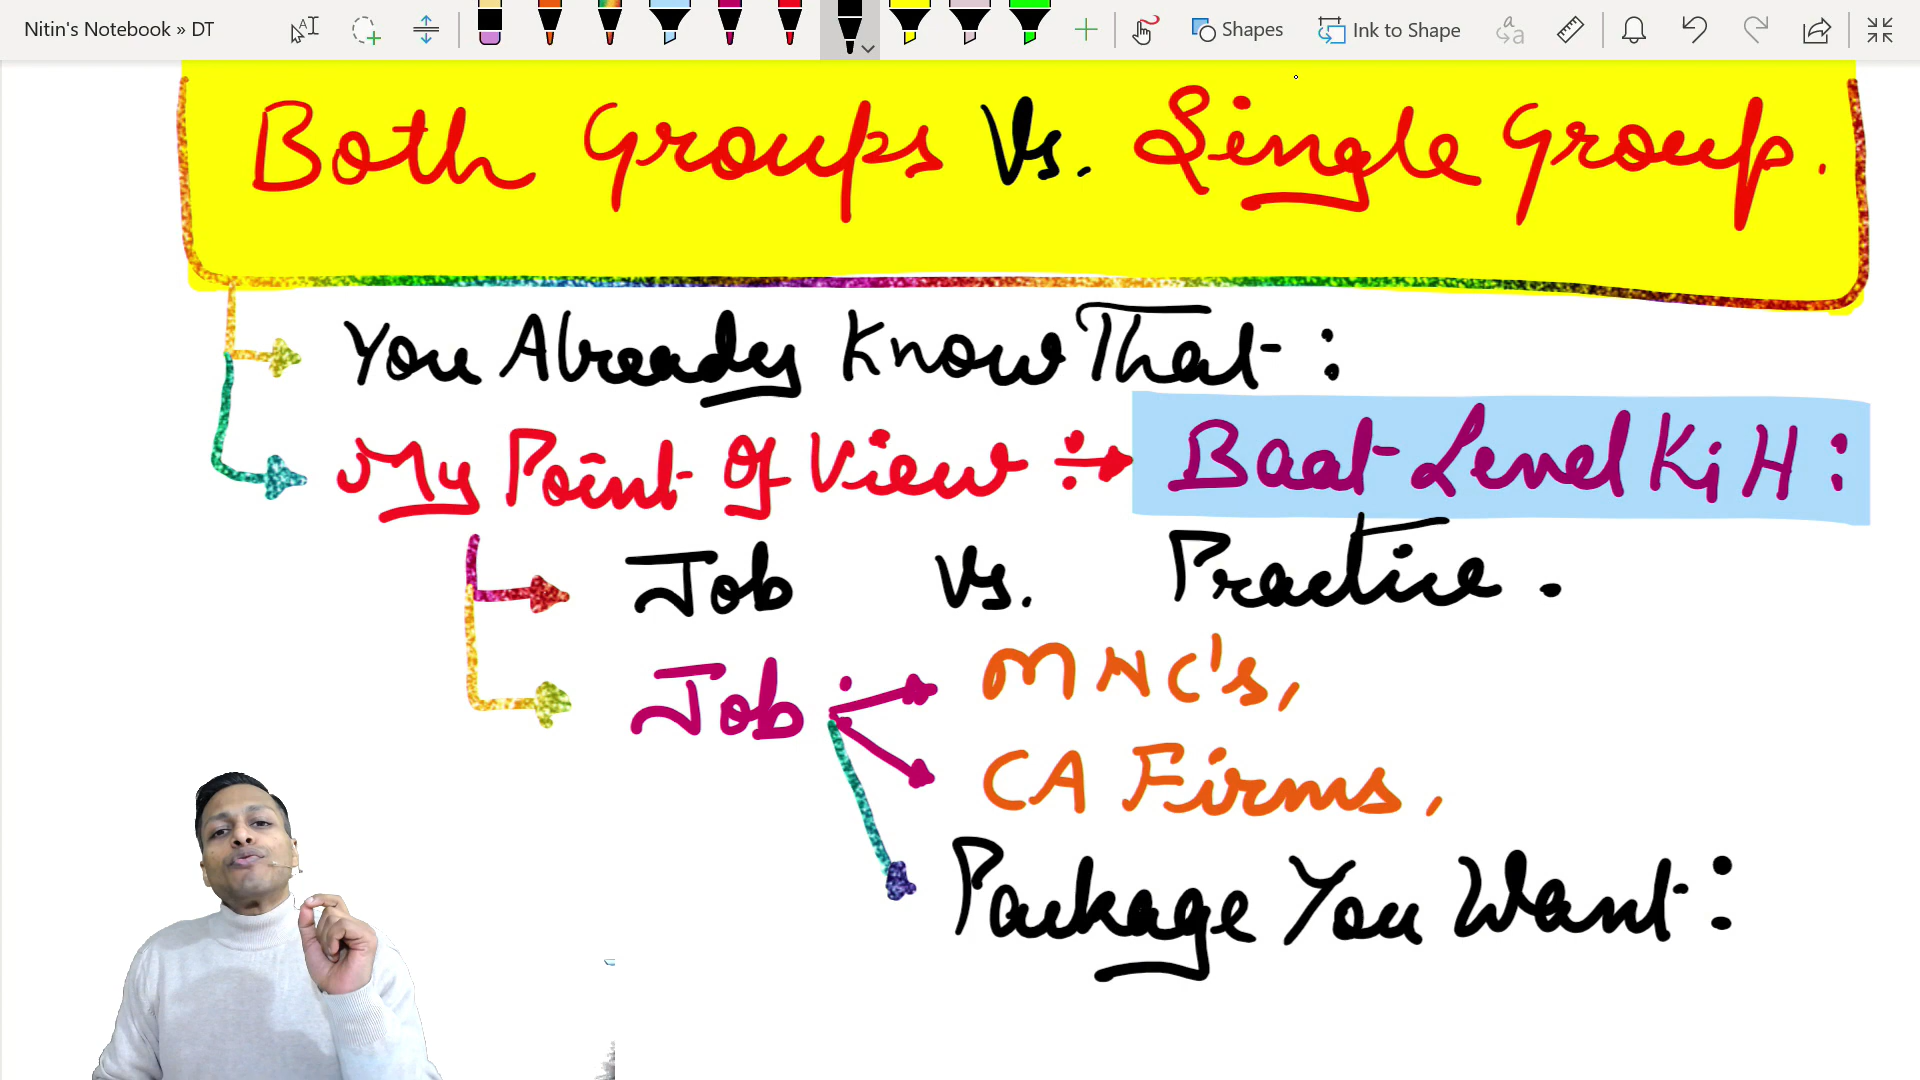 Nitin's Notebook » DT
Shapes
Ink to Shape
Both Groups Vs. Single Group.
You Already Know That :
My Point Of View ÷ Baat Level Ki H :
Job Vs. Practice .
Job : MNC's,
CA Firms,
Package You Want :